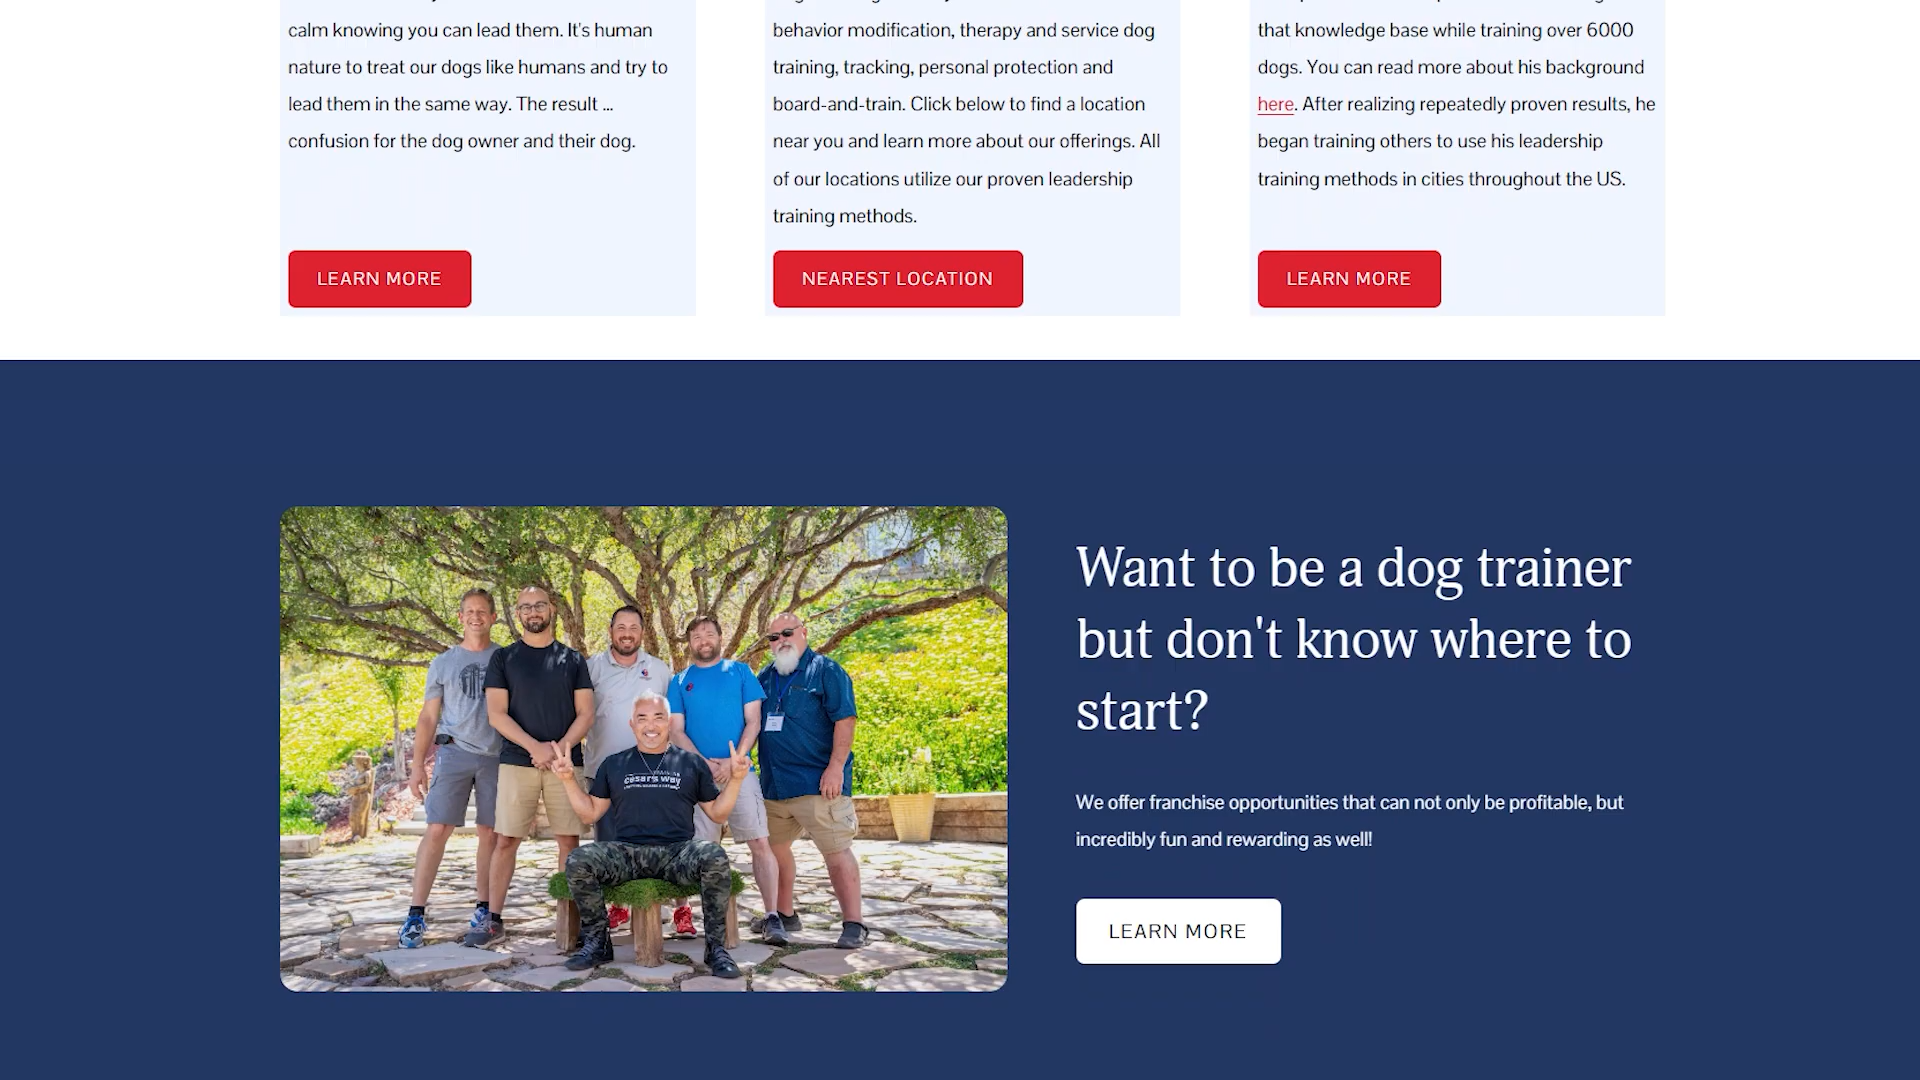 calm knowing you can lead them. It's human
nature to treat our dogs like humans and try to
lead them in the same way. The result ...
confusion for the dog owner and their dog.
LEARN MORE
behavior modification, therapy and service dog
training, tracking, personal protection and
board-and-train. Click below to find a location
near you and learn more about our offerings. All
of our locations utilize our proven leadership
training methods.
NEAREST LOCATION
that knowledge base while training over 6000
dogs. You can read more about his background
here. After realizing repeatedly proven results, he
began training others to use his leadership
training methods in cities throughout the US.
LEARN MORE
cesar's way
Want to be a dog trainer
but don't know where to
start?
We offer franchise opportunities that can not only be profitable, but
incredibly fun and rewarding as well!
LEARN MORE